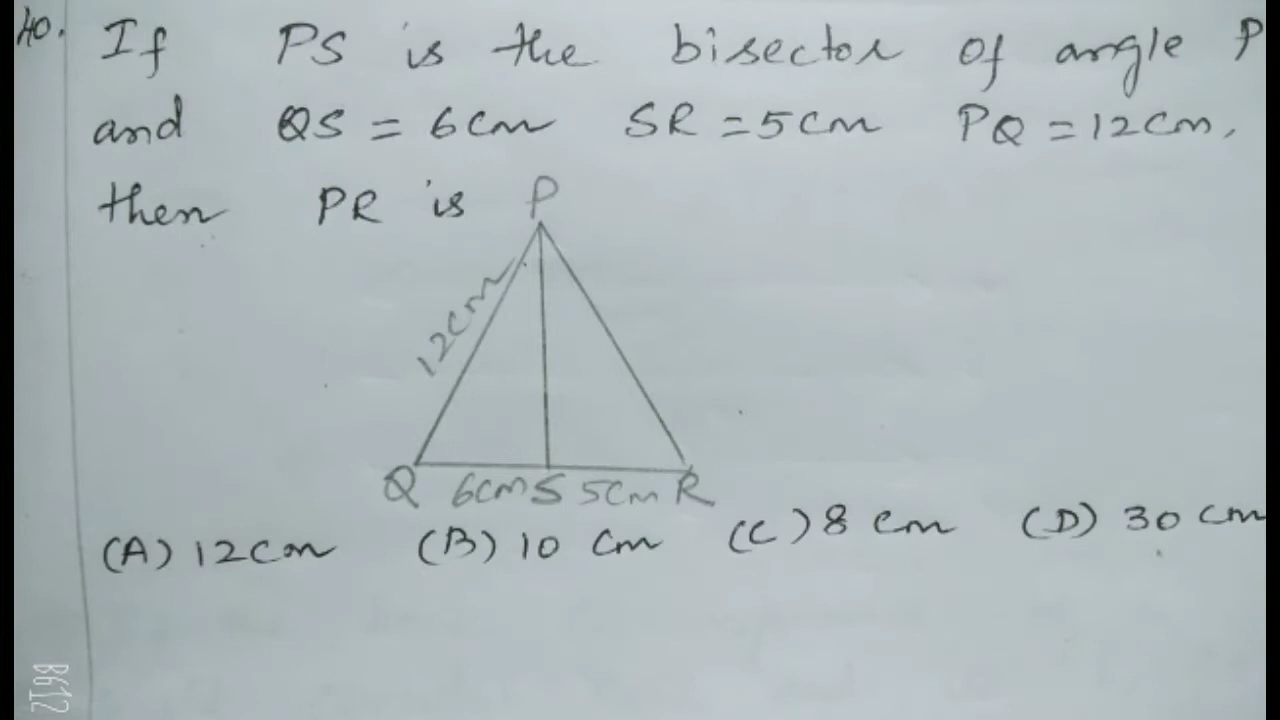 40. If PS is the bisector of angle P
and QS = 6cm SR = 5cm PQ = 12cm,
then PR is
P
12cm
Q 6cm S 5cm R
(A) 12cm (B) 10 cm (C) 8 cm (D) 30 cm
B612